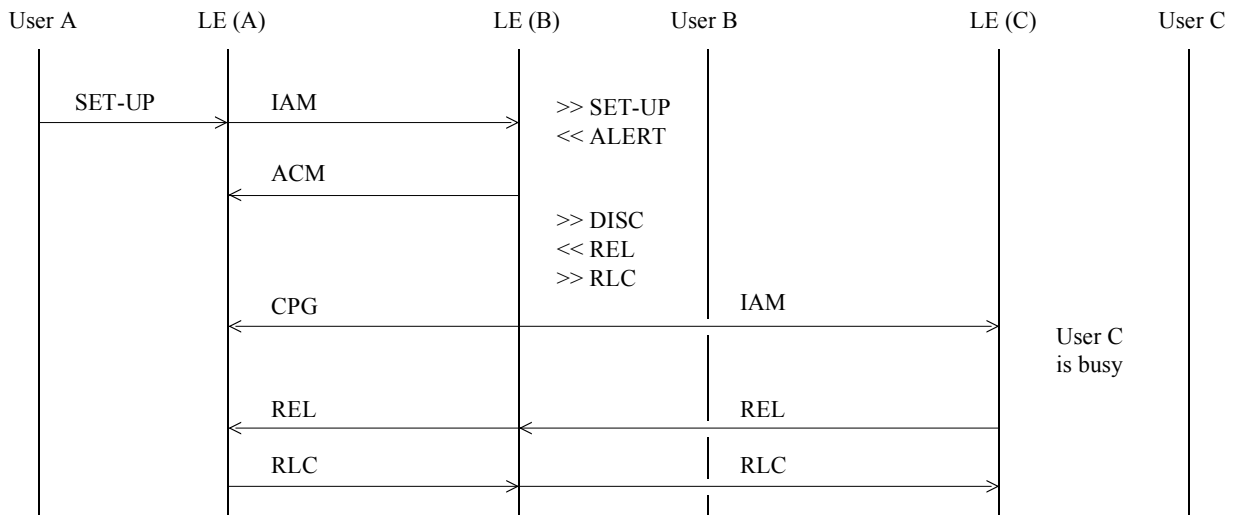 User A
LE (A)
LE (B)
User B
LE (C)
User C
SET-UP
IAM
>> SET-UP
<< ALERT
ACM
>> DISC
<< REL
>> RLC
CPG
IAM
User C
is busy
REL
REL
RLC
RLC